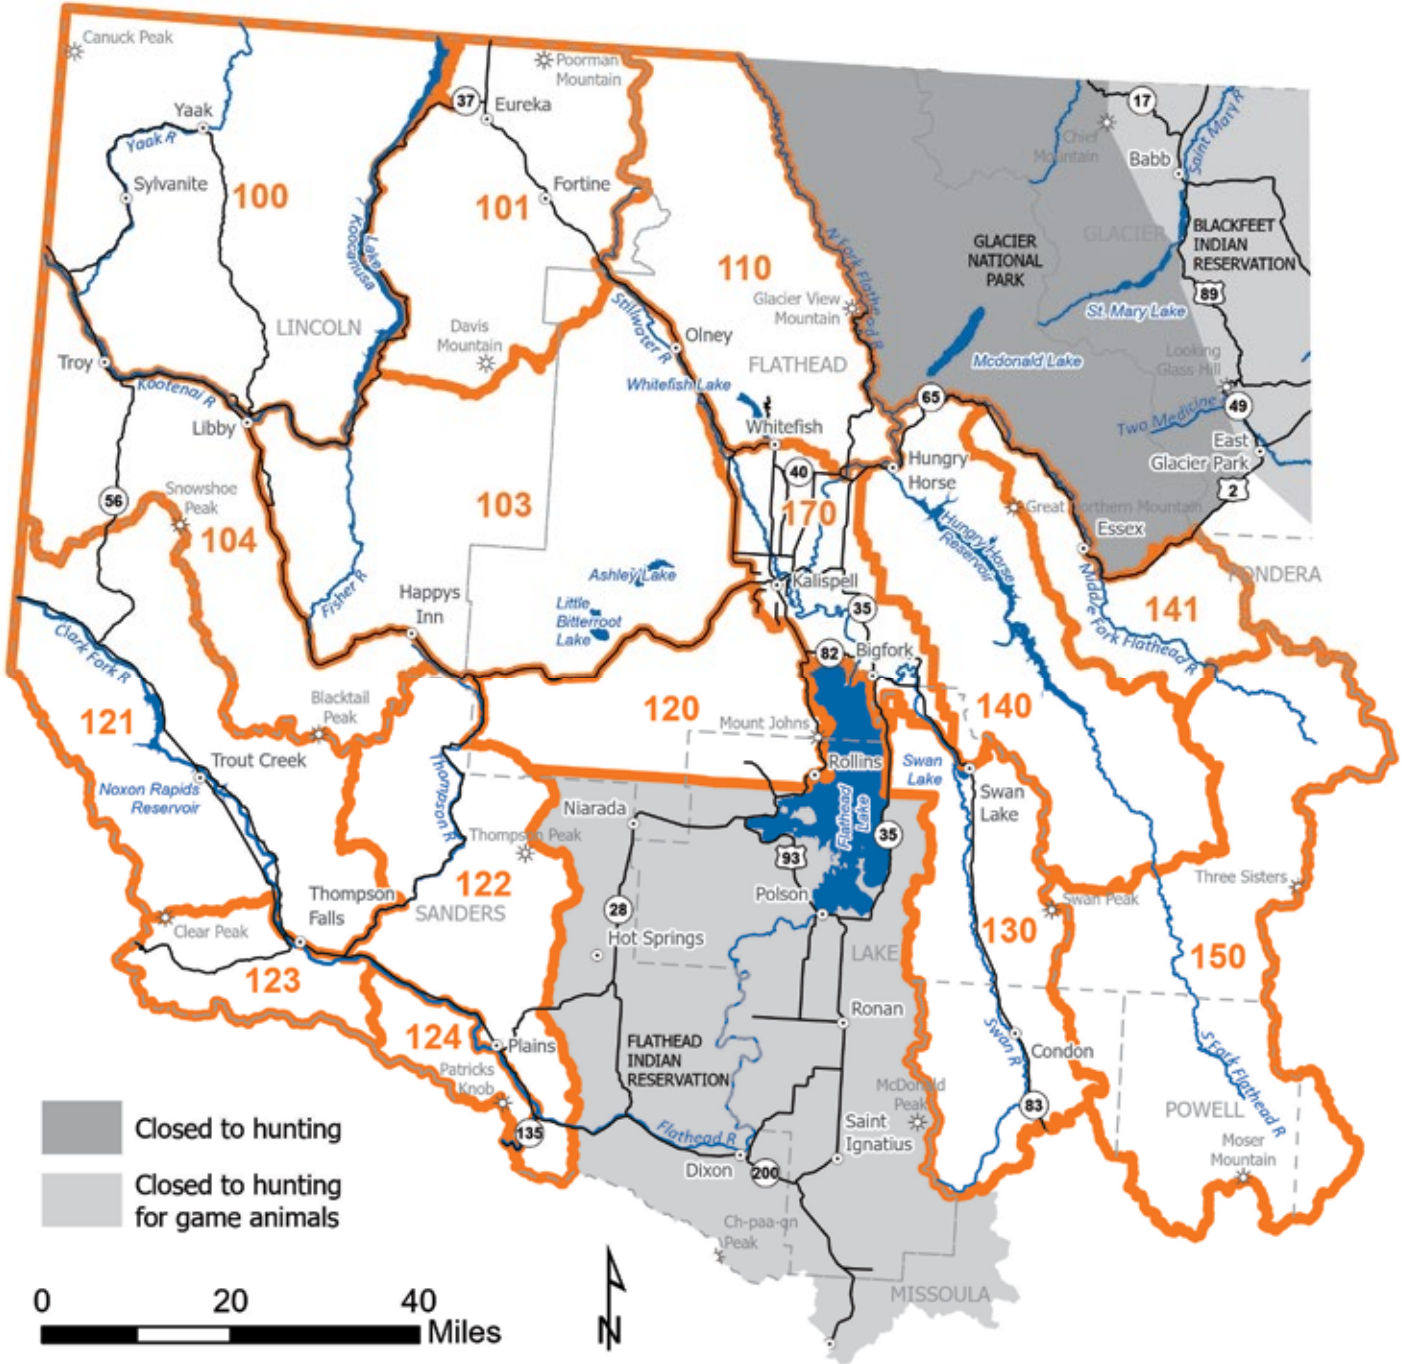 Canuck Peak
Poorman
Mountain
37
Eureka
17
Yaak
Yaak R
Chief
Mountain
Babb
Saint Mary R
Sylvanite
100
Fortine
101
Lake
Koocanusa
N Fork Flathead R
GLACIER
NATIONAL
PARK
GLACIER
BLACKFEET
INDIAN
RESERVATION
110
89
Glacier View
Mountain
St. Mary Lake
LINCOLN
Davis
Mountain
Stillwater R
Olney
FLATHEAD
Mcdonald Lake
Looking
Glass Hill
Troy
Kootenai R
Whitefish Lake
65
Two Medicine
49
Libby
Whitefish
East
Glacier Park
Hungry
Horse
40
2
56
Snowshoe
Peak
103
170
Great Northern Mountain
104
Hungry Horse
Reservoir
Essex
Ashley Lake
Kalispell
PONDERA
Fisher R
Happys
Inn
Little
Bitterroot
Lake
35
141
Middle Fork Flathead R
Clark Fork R
82
Bigfork
121
Blacktail
Peak
120
Mount Johns
140
Trout Creek
Thompson R
Rollins
Swan
Lake
Noxon Rapids
Reservoir
Niarada
Flathead
Lake
Swan
Lake
Thompson Peak
93
35
122
SANDERS
Thompson
Falls
Polson
Three Sisters
Swan Peak
28
Clear Peak
Hot Springs
LAKE
130
150
123
Ronan
124
Plains
FLATHEAD
INDIAN
RESERVATION
Swan R
Condon
S Fork Flathead R
Patricks
Knob
McDonald
Peak
83
POWELL
Closed to hunting
135
Flathead R
Saint
Ignatius
Moser
Mountain
Dixon
200
Closed to hunting
for game animals
Ch-paa-qn
Peak
MISSOULA
0 20 40
Miles
N